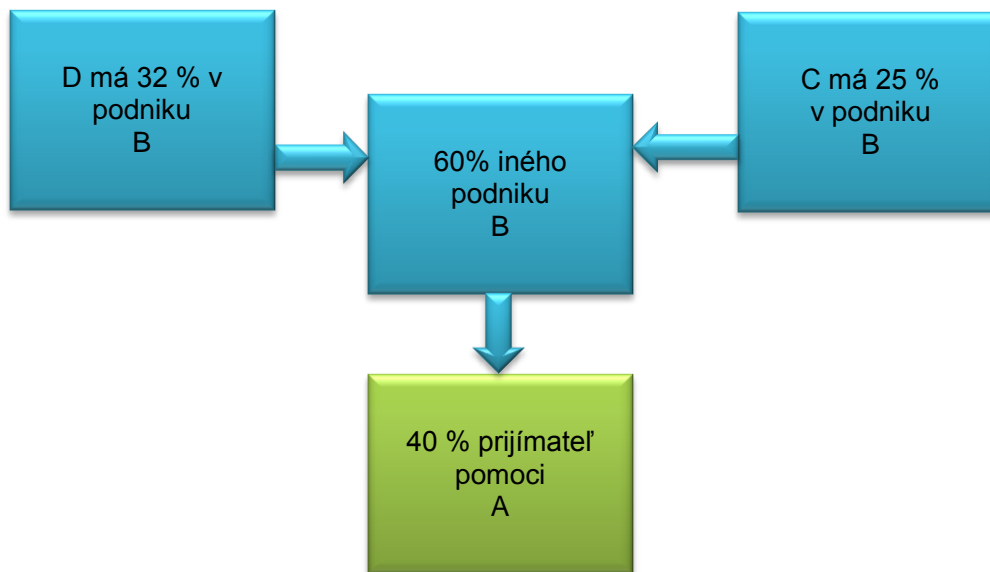 D má 32 % v
podniku
B
C má 25 %
v podniku
B
60% iného
podniku
B
40 % prijímateľ
pomoci
A